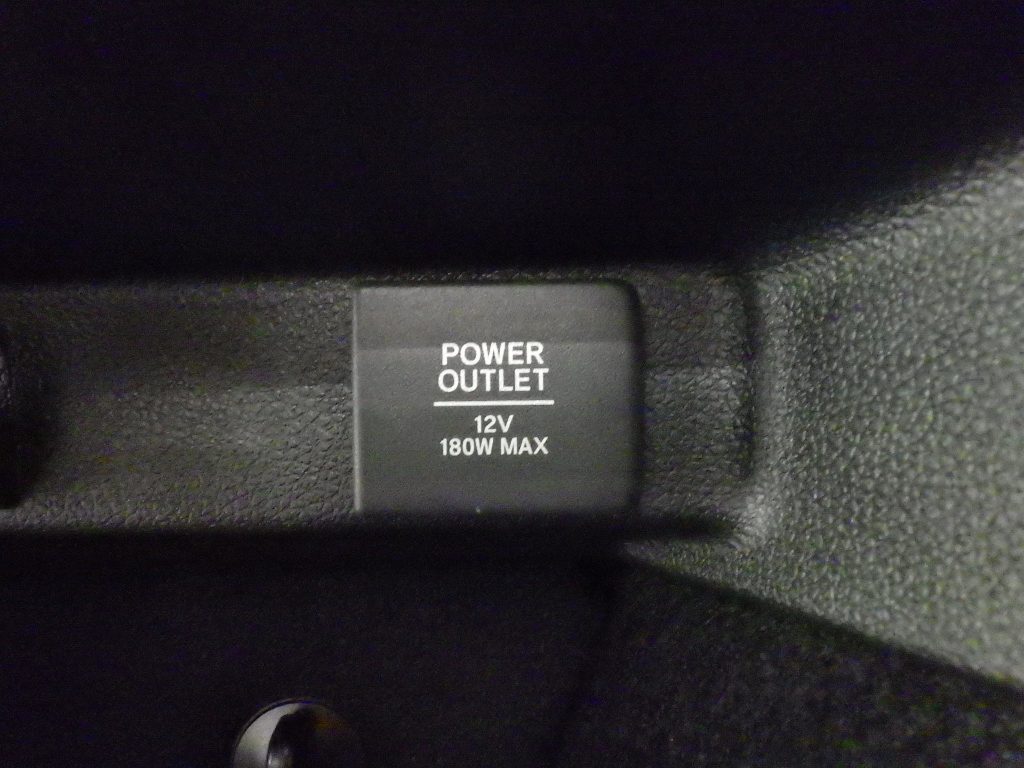 POWER
OUTLET
12V
180W MAX